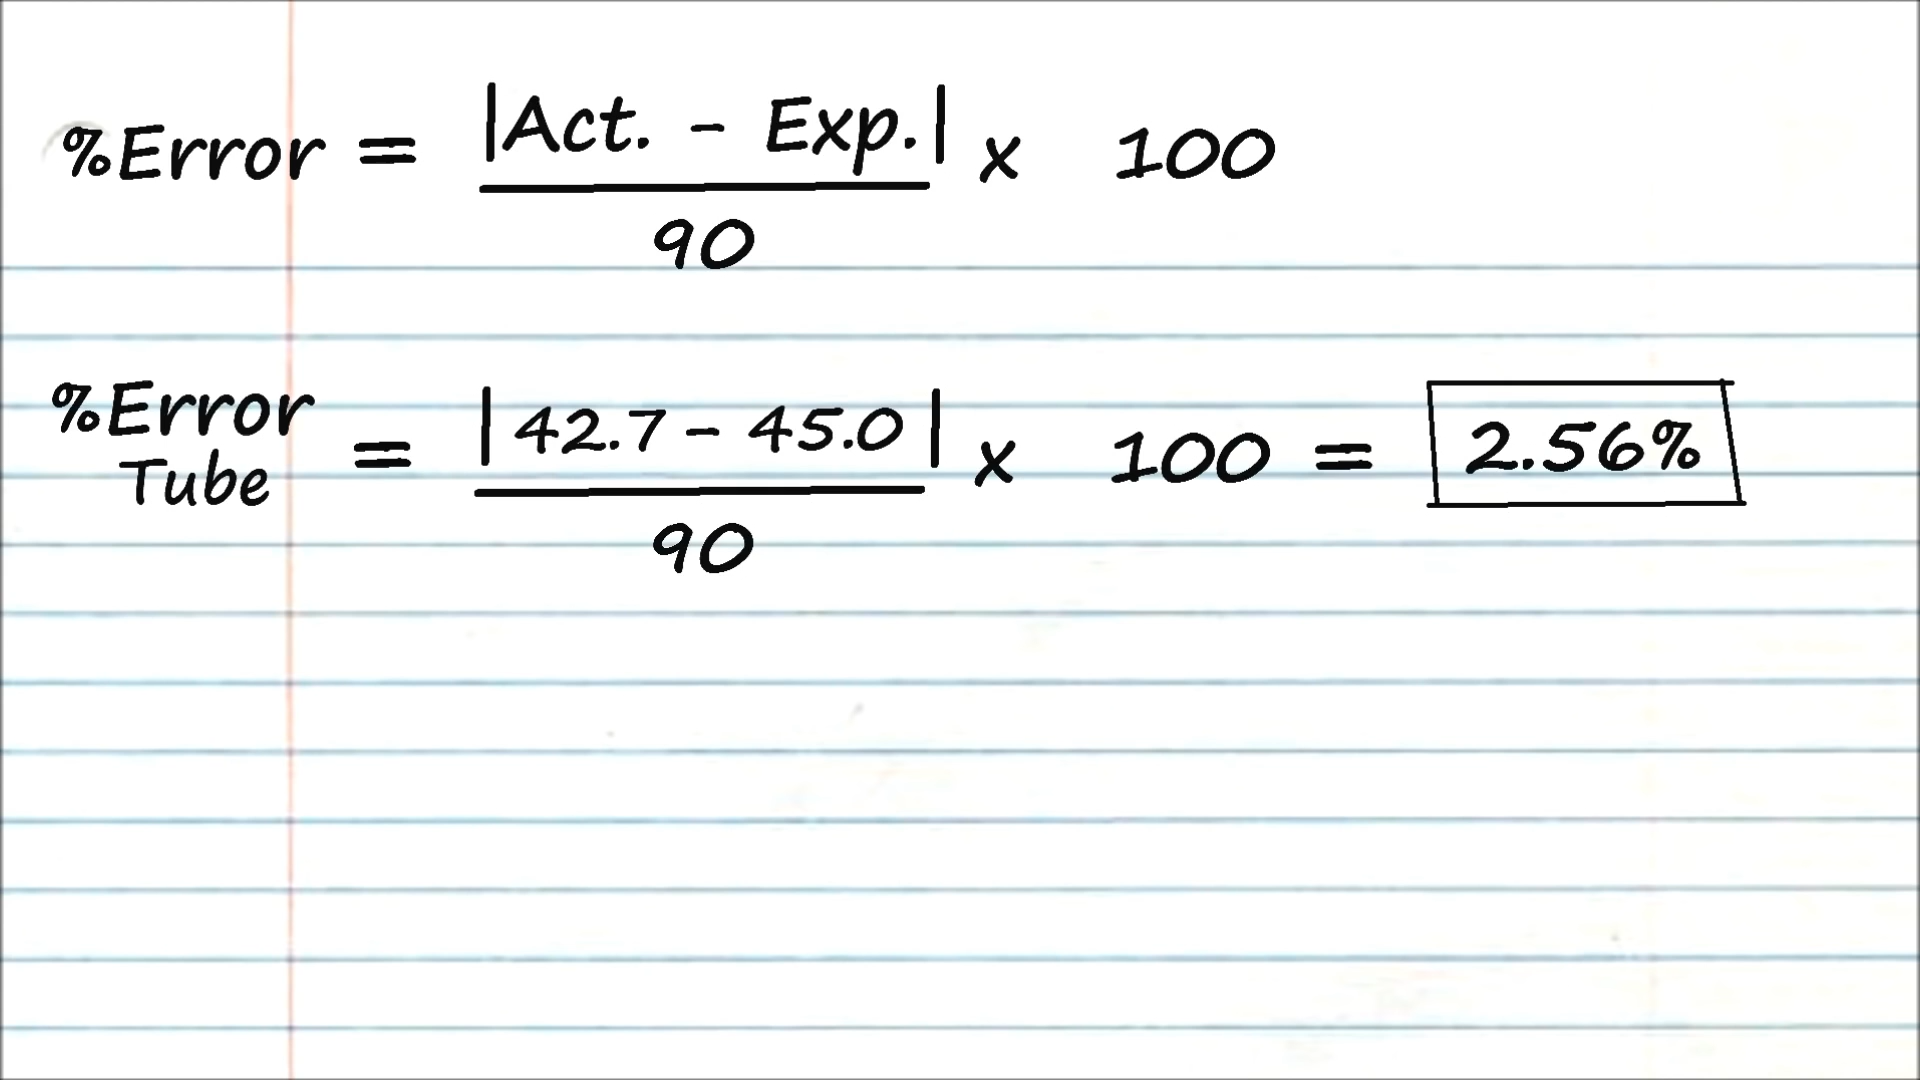 %Error = |Act. - Exp.| x 100
90
%Error Tube = |42.7 - 45.0| x 100 = 2.56%
90